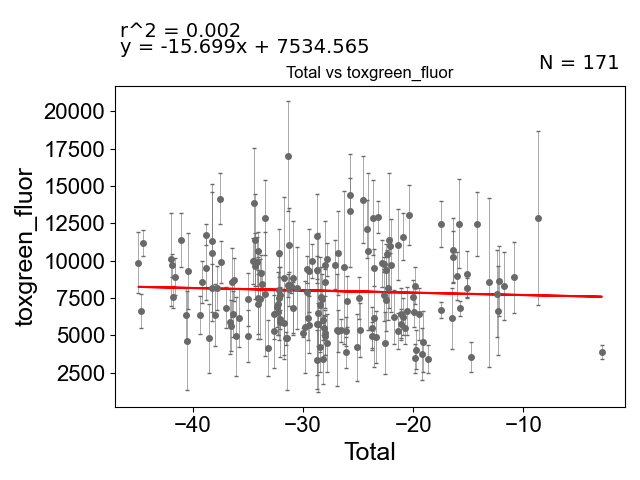 r^2 = 0.002
y = -15.699x + 7534.565
N = 171
Total vs toxgreen_fluor
toxgreen_fluor
20000
17500
15000
12500
10000
7500
5000
2500
−40
−30
−20
−10
Total